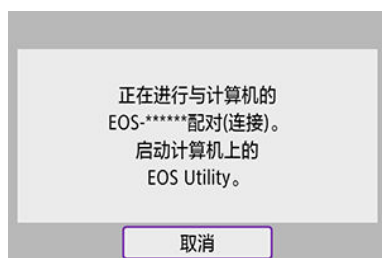 正在进行与计算机的
EOS-******配对(连接)。
启动计算机上的
EOS Utility。
取消